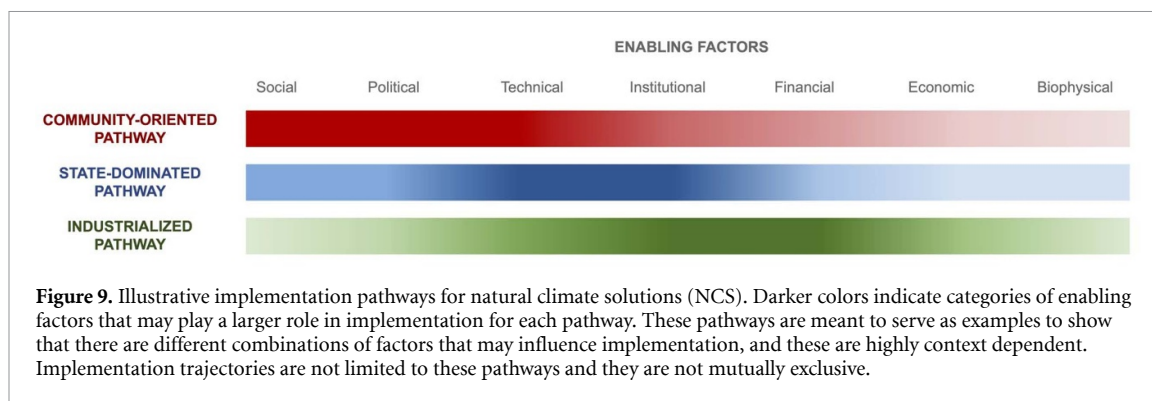 ENABLING FACTORS
Social Political Technical Institutional Financial Economic Biophysical
COMMUNITY-ORIENTED
PATHWAY
STATE-DOMINATED
PATHWAY
INDUSTRIALIZED
PATHWAY
Figure 9. Illustrative implementation pathways for natural climate solutions (NCS). Darker colors indicate categories of enabling
factors that may play a larger role in implementation for each pathway. These pathways are meant to serve as examples to show
that there are different combinations of factors that may influence implementation, and these are highly context dependent.
Implementation trajectories are not limited to these pathways and they are not mutually exclusive.